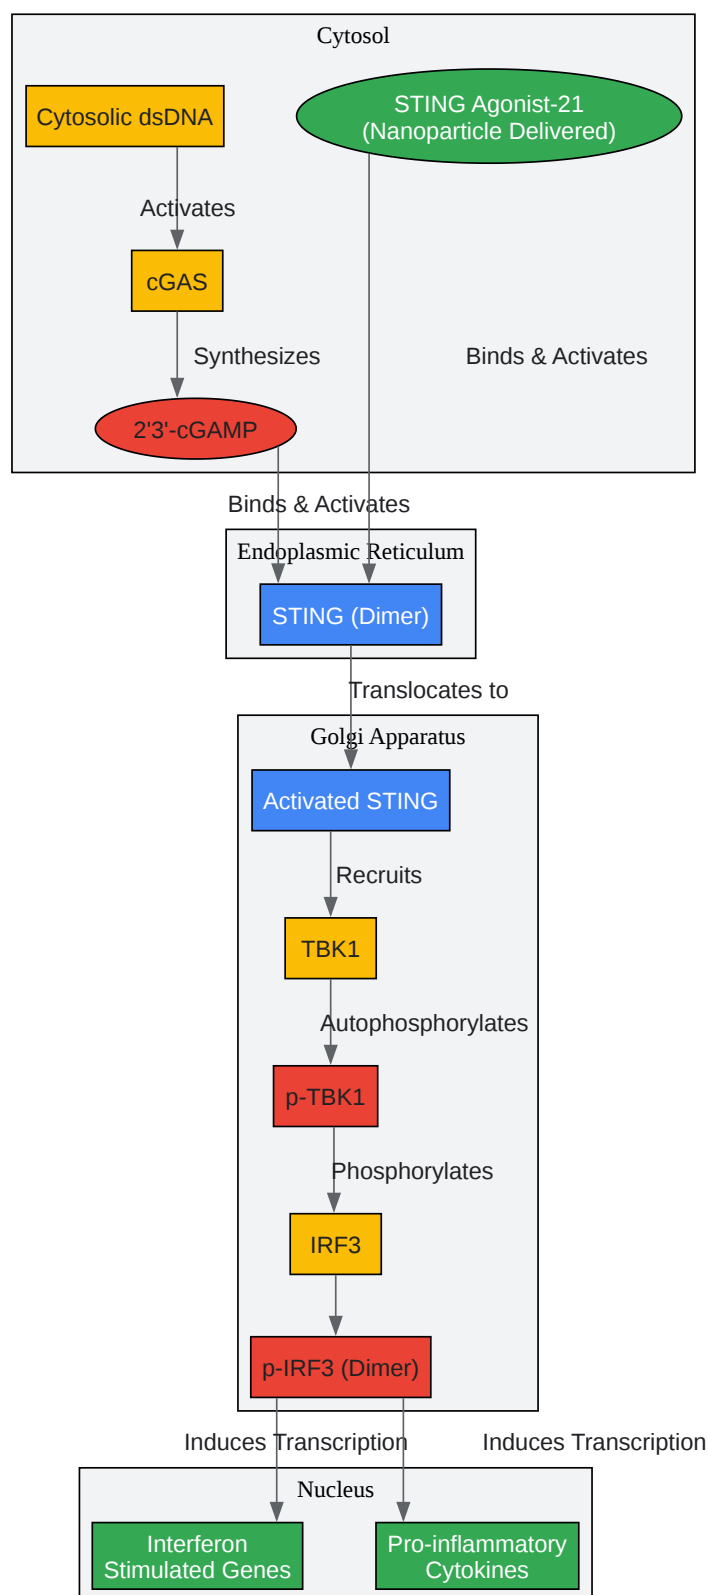 Cytosol
Cytosolic dsDNA
STING Agonist-21
(Nanoparticle Delivered)
Activates
cGAS
Synthesizes
Binds & Activates
2'3'-cGAMP
Binds & Activates
Endoplasmic Reticulum
STING (Dimer)
Translocates to
Golgi Apparatus
Activated STING
Recruits
TBK1
Autophosphorylates
p-TBK1
Phosphorylates
IRF3
p-IRF3 (Dimer)
Induces Transcription
Induces Transcription
Nucleus
Interferon
Stimulated Genes
Pro-inflammatory
Cytokines